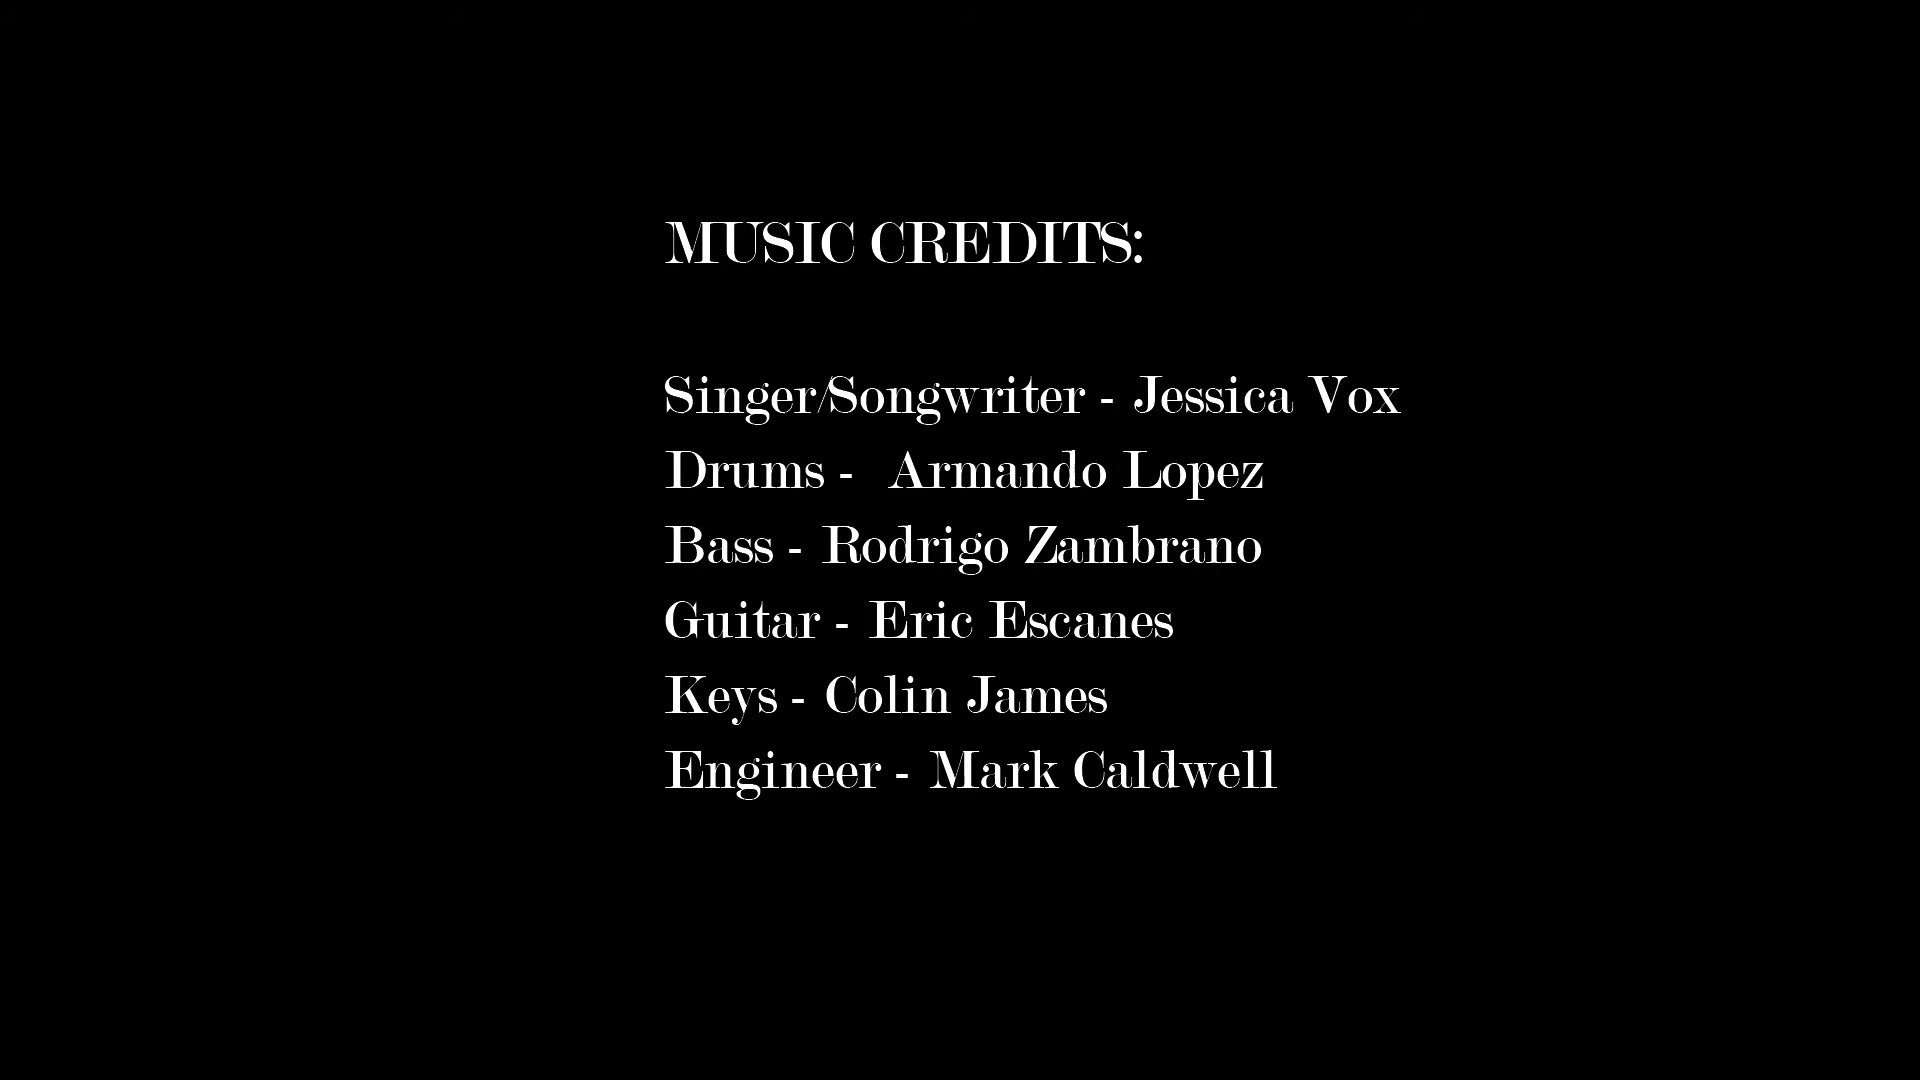 MUSIC CREDITS:
Singer/Songwriter - Jessica Vox
Drums -  Armando Lopez
Bass - Rodrigo Zambrano
Guitar - Eric Escanes
Keys - Colin James
Engineer - Mark Caldwell